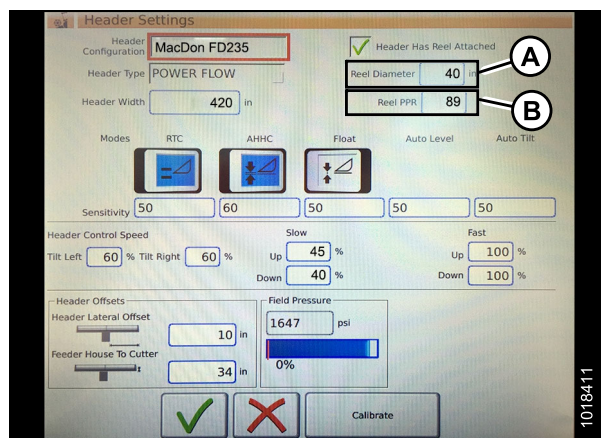 Header Settings
Header Configuration MacDon FD235
Header Has Reel Attached
Header Type POWER FLOW
Reel Diameter 40 in
A
Header Width 420 in
Reel PPR 89
B
Modes RTC AHHC Float Auto Level Auto Tilt
Sensitivity 50 60 50 50 50
Header Control Speed
Slow
Fast
Tilt Left 60 % Tilt Right 60 %
Up 45 %
Up 100 %
Down 40 %
Down 100 %
Header Offsets
Header Lateral Offset
10 in
Feeder House To Cutter
34 in
Field Pressure
1647 psi
0%
Calibrate
1018411